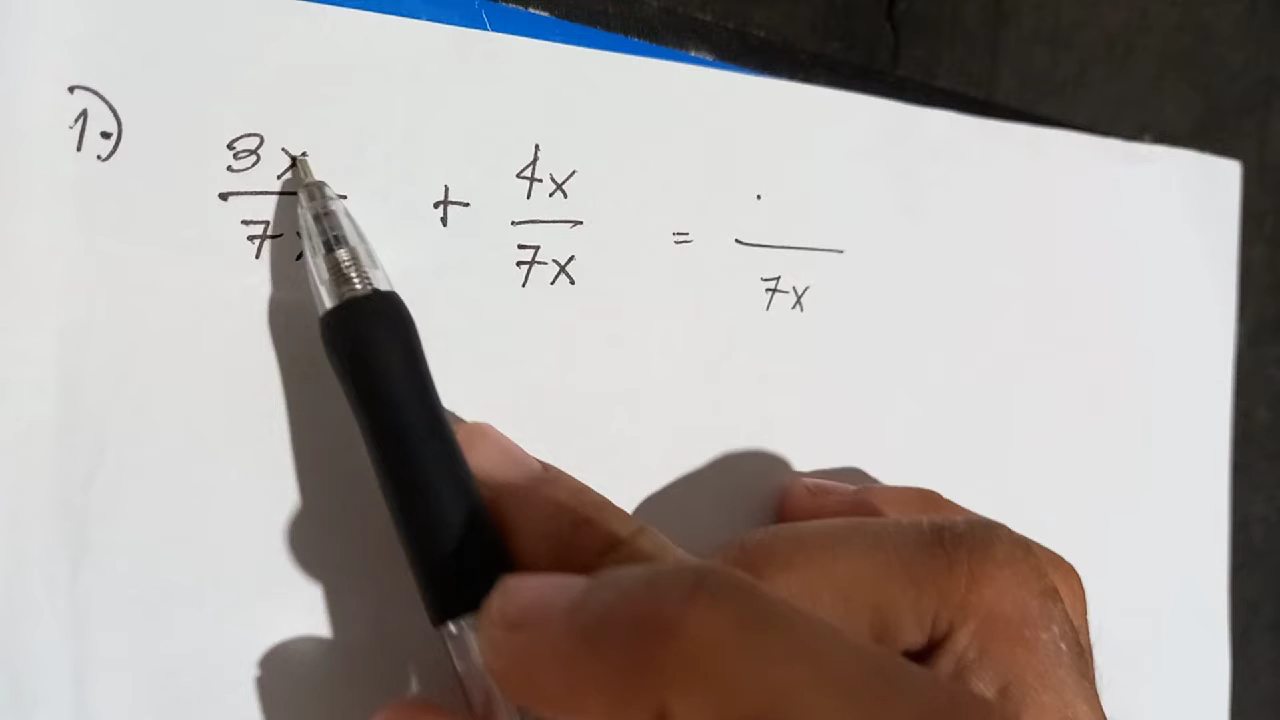 1.) 3x/7x + 4x/7x = /7x